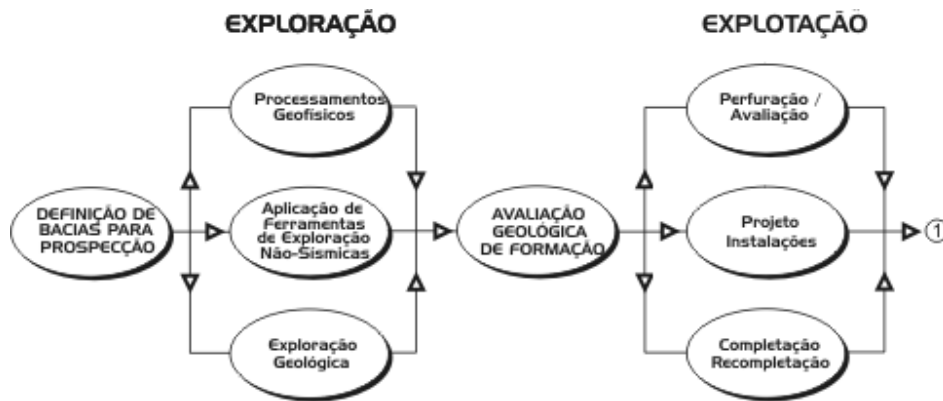 EXPLORAÇÃO
EXPLOTAÇÃO
Processamentos
Geofísicos
Perfuração /
Avaliação
DEFINIÇÃO DE
BACIAS PARA
PROSPECÇÃO
Aplicação de
Ferramentas
de Exploração
Não-Sísmicas
AVALIAÇÃO
GEOLÓGICA
DE FORMAÇÃO
Projeto
Instalações
1
Exploração
Geológica
Completação
Recompletação